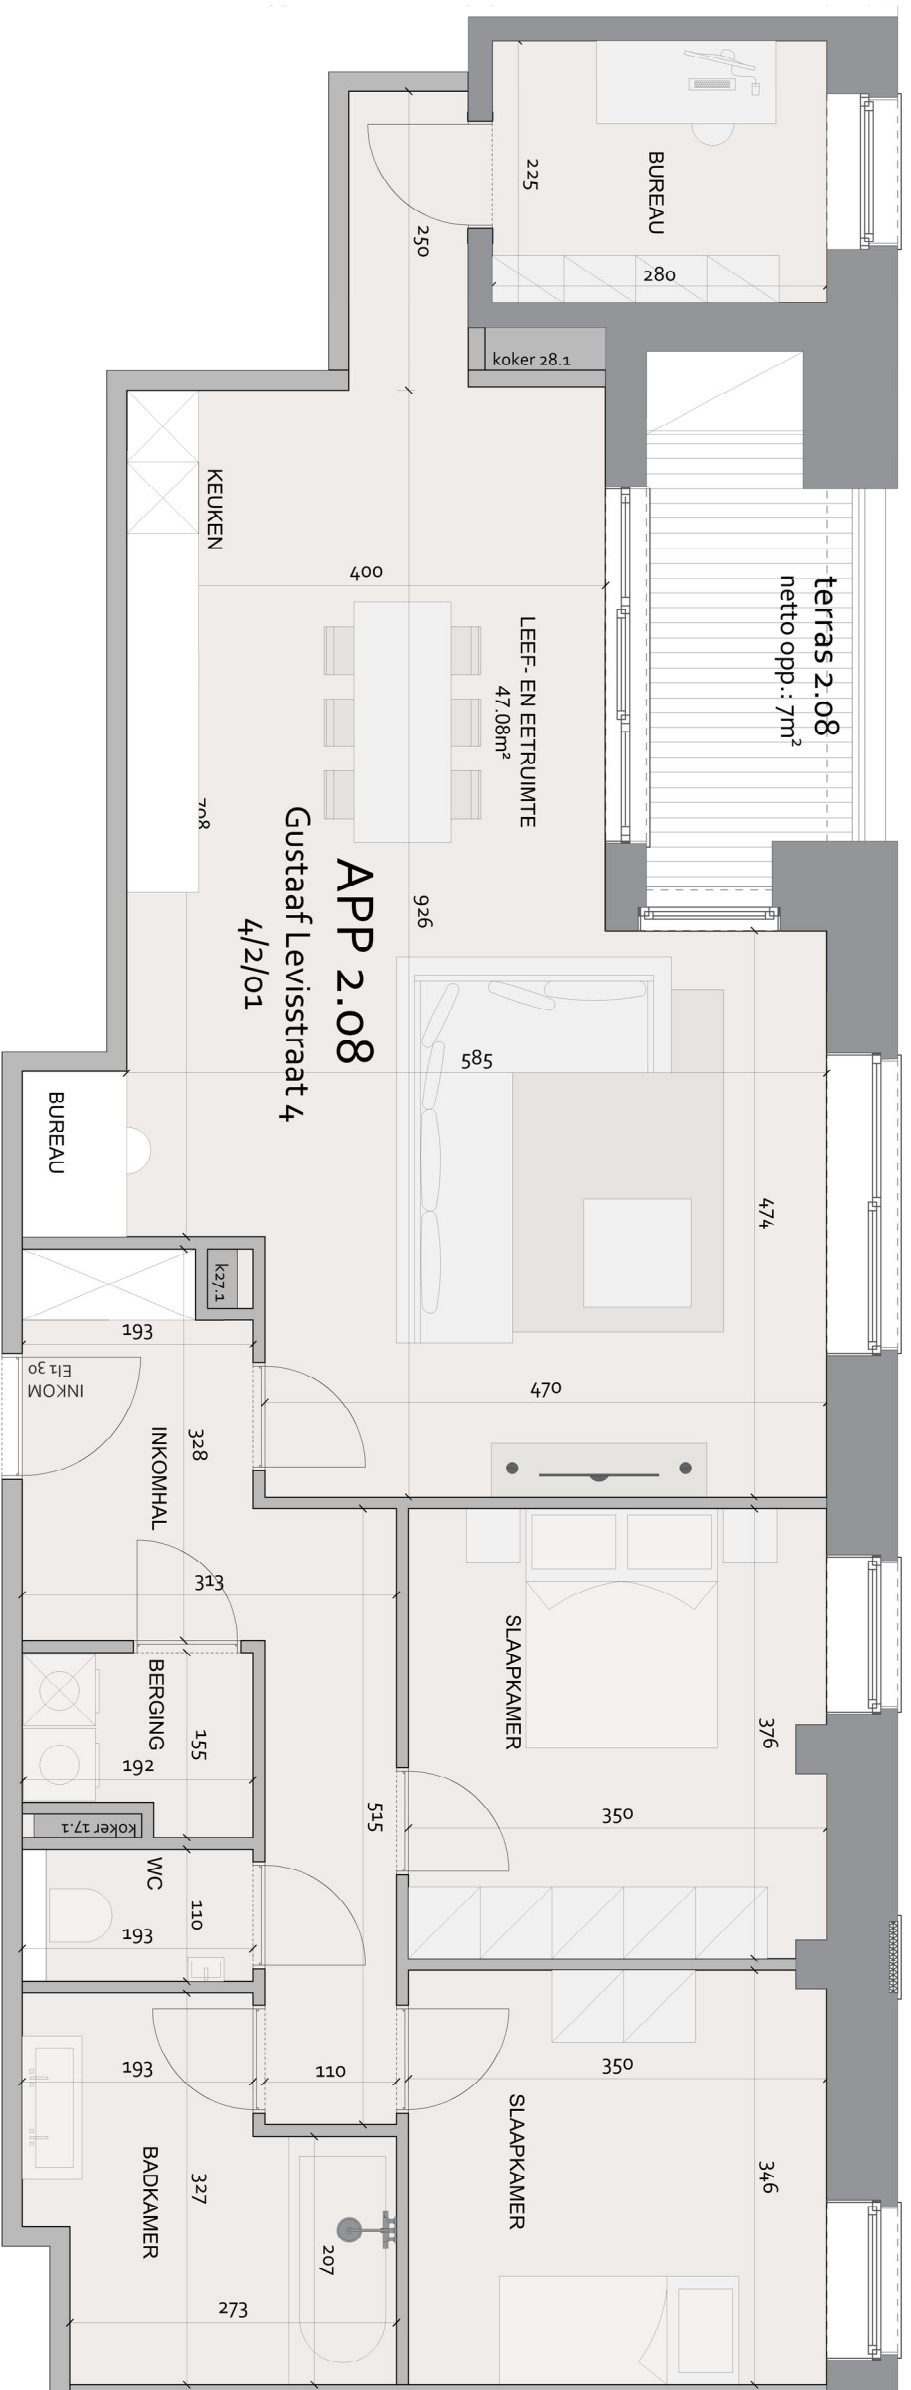 BUREAU
225
250
280
koker 28.1
KEUKEN
400
LEEF- EN EETRUIMTE
47.08m²
terras 2.08
netto opp.: 7m²
APP 2.08
Gustaaf Levisstraat 4
4/2/01
926
585
474
BUREAU
k27.1
193
INKOM
EI130
INKOMHAL
328
470
313
SLAAPKAMER
376
350
BERGING
155
192
koker 17.1
515
WC
110
193
193
110
350
SLAAPKAMER
346
BADKAMER
327
207
273